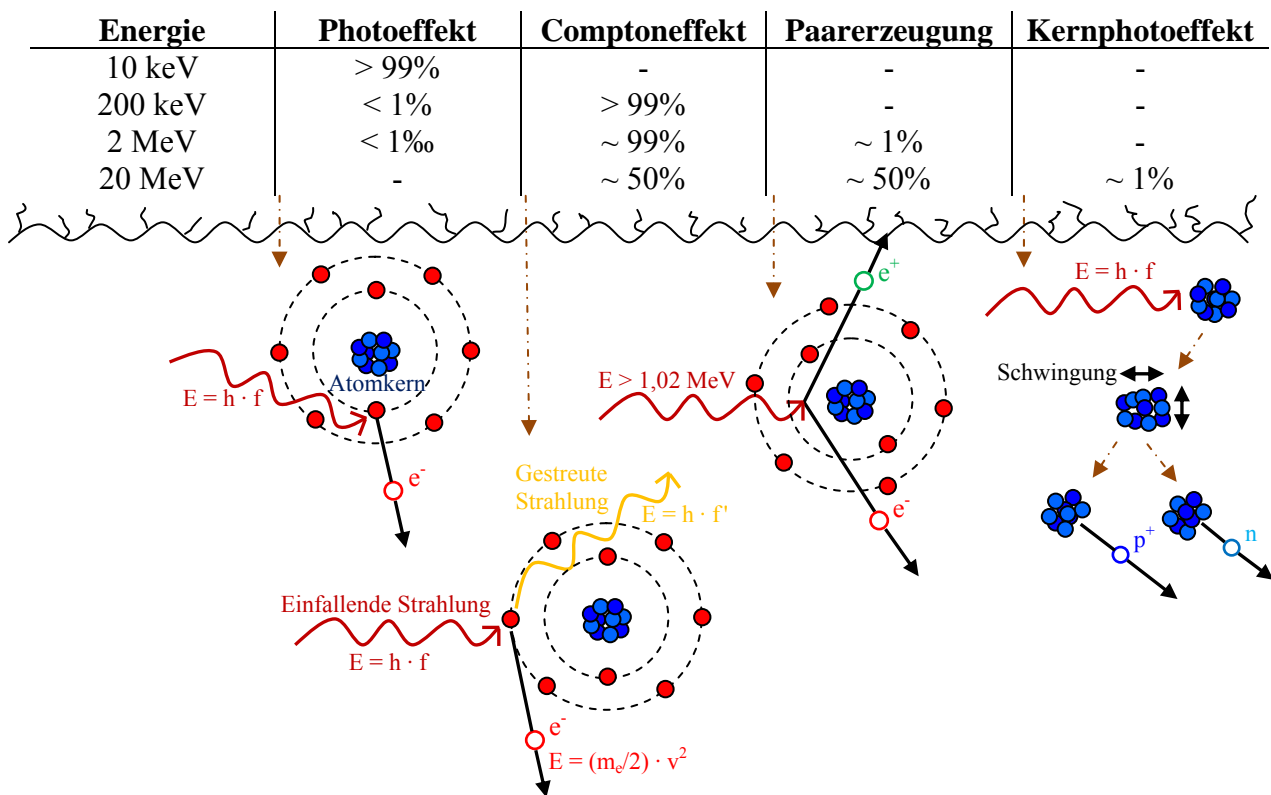 Energie Photoeffekt Comptoneffekt Paarerzeugung Kernphotoeffekt
10 keV > 99% - - -
200 keV < 1% > 99% - -
2 MeV < 1‰ ~ 99% ~ 1% -
20 MeV - ~ 50% ~ 50% ~ 1%
E = h · f
Atomkern
e⁻
Einfallende Strahlung
E = h · f
Gestreute
Strahlung
E = h · f'
e⁻
E = (mₑ/2) · v²
E > 1,02 MeV
e⁺
e⁻
E = h · f
Schwingung
p⁺
n